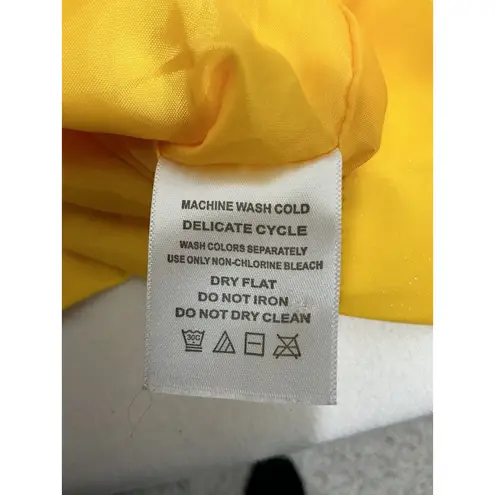 MACHINE WASH COLD
DELICATE CYCLE
WASH COLORS SEPARATELY
USE ONLY NON-CHLORINE BLEACH
DRY FLAT
DO NOT IRON
DO NOT DRY CLEAN
30C